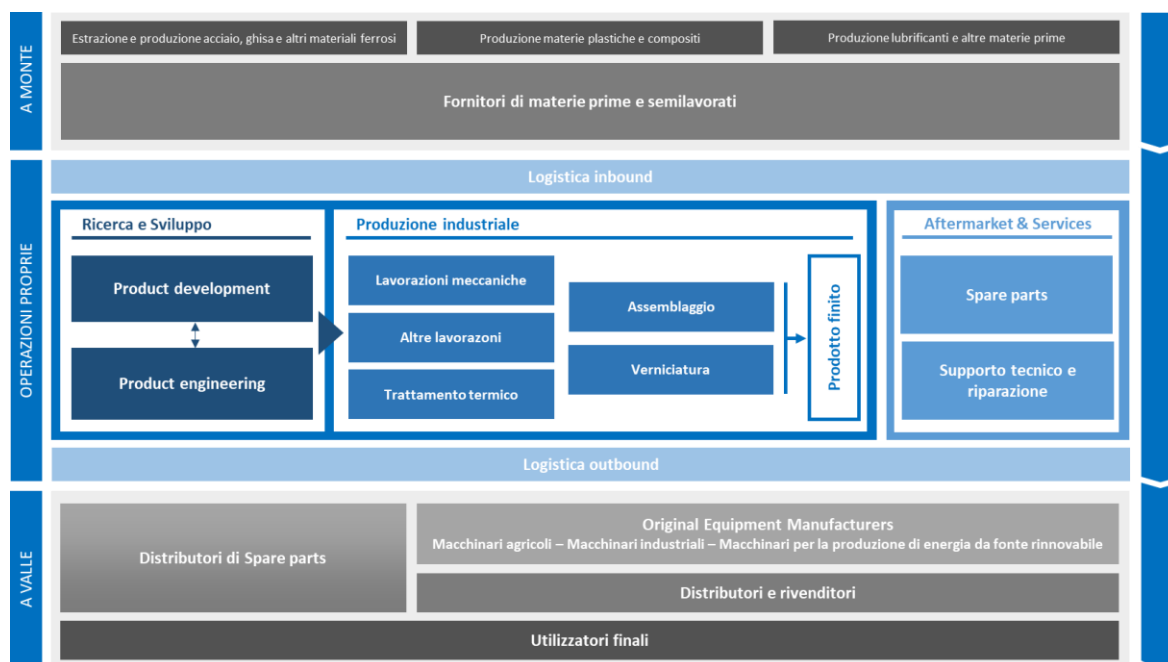 A MONTE
Estrazione e produzione acciaio, ghisa e altri materiali ferrosi
Produzione materie plastiche e compositi
Produzione lubrificanti e altre materie prime
Fornitori di materie prime e semilavorati
OPERAZIONI PROPRIE
Logistica inbound
Ricerca e Sviluppo
Product development
Product engineering
Produzione industriale
Lavorazioni meccaniche
Altre lavorazoni
Trattamento termico
Assemblaggio
Verniciatura
Prodotto finito
Aftermarket & Services
Spare parts
Supporto tecnico e
riparazione
Logistica outbound
A VALLE
Distributori di Spare parts
Original Equipment Manufacturers
Macchinari agricoli – Macchinari industriali – Macchinari per la produzione di energia da fonte rinnovabile
Distributori e rivenditori
Utilizzatori finali